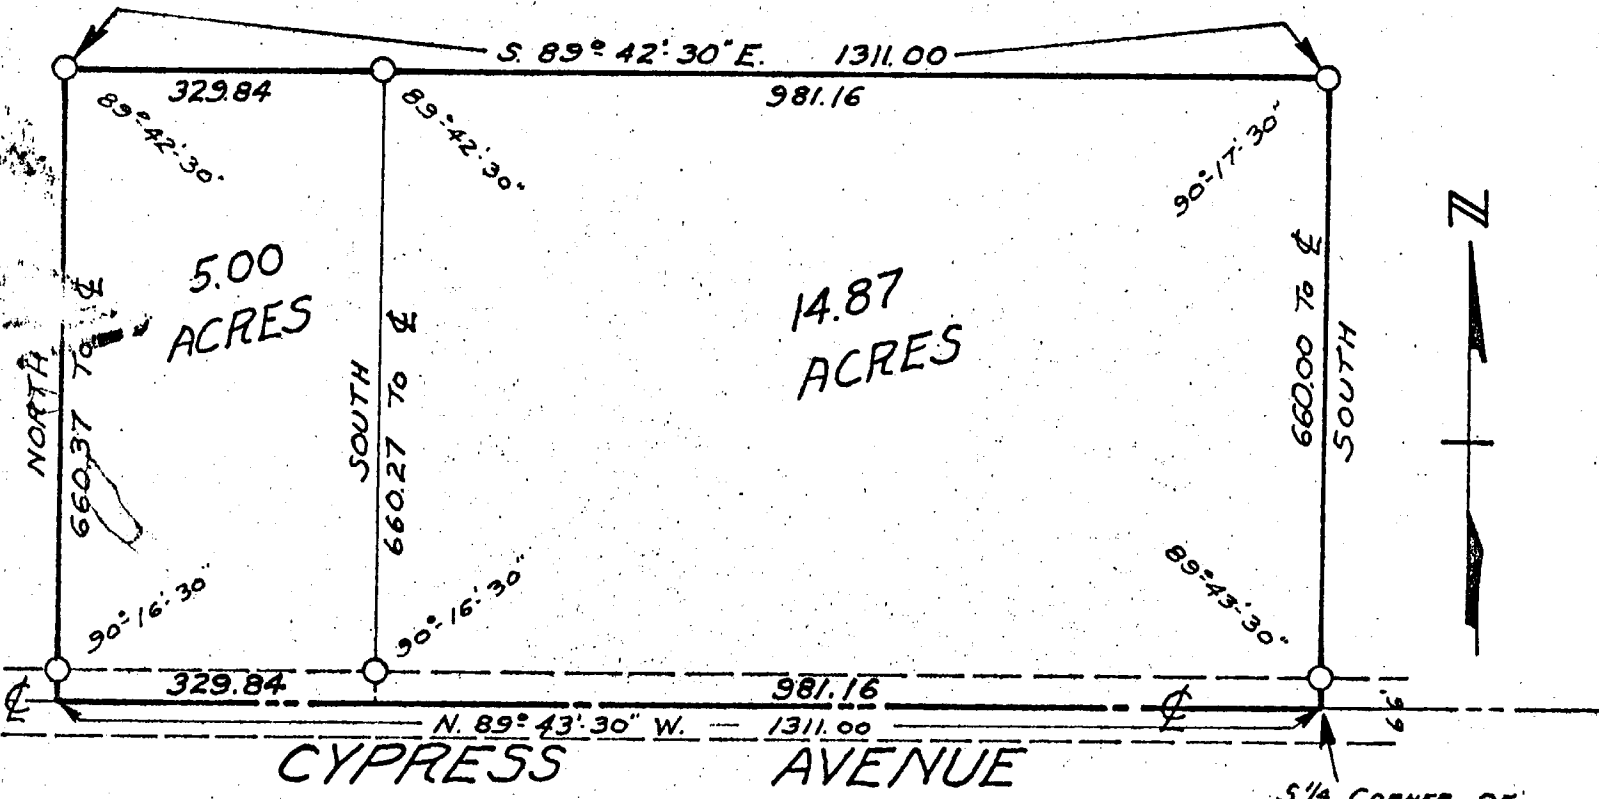 S. 89°-42'-30" E. 1311.00
329.84
981.16
89°-42'-30"
89°-42'-30"
90°-17'-30"
N
5.00
ACRES
14.87
ACRES
NORTH
660.37 To ℄
SOUTH
660.27 To ℄
660.00 To ℄
SOUTH
90°-16'-30"
90°-16'-30"
89°-43'-30"
329.84
981.16
℄
℄
66'
N. 89°-43'-30" W. — 1311.00
CYPRESS AVENUE
S 1/4 CORNER OF